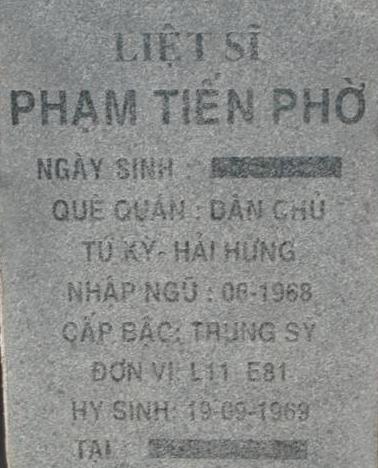 LIỆT SĨ
PHẠM TIẾN PHỜ
NGÀY SINH :
QUÊ QUÁN : DÂN CHỦ
TỨ KỲ- HẢI HƯNG
NHẬP NGŨ : 06-1968
CẤP BẬC: TRUNG SỸ
ĐƠN VỊ: L11 E81
HY SINH: 19-09-1969
TẠI